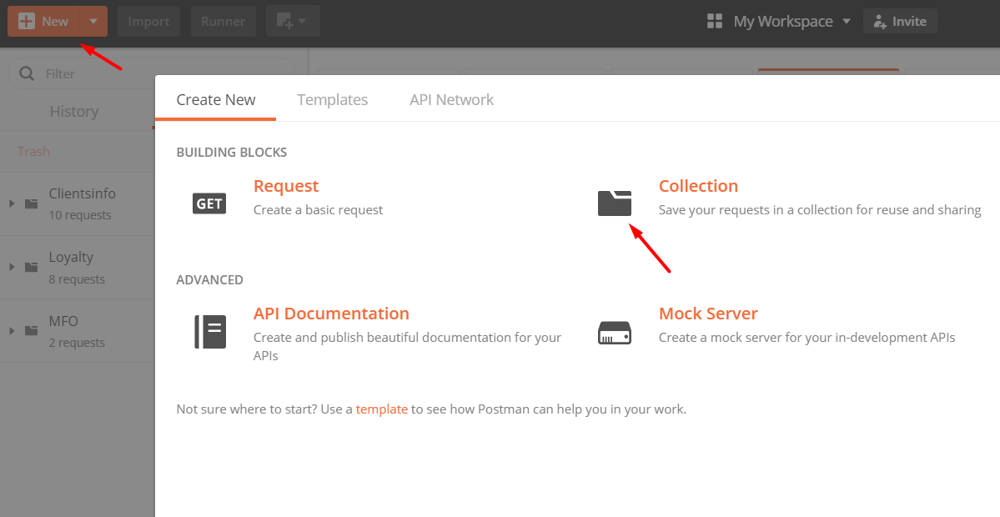 New Import Runner My Workspace Invite
Filter
History
Trash
Clientsinfo
10 requests
Loyalty
8 requests
MFO
2 requests
Create New Templates API Network
BUILDING BLOCKS
GET
Request
Create a basic request
Collection
Save your requests in a collection for reuse and sharing
ADVANCED
API Documentation
Create and publish beautiful documentation for your
APIs
Mock Server
Create a mock server for your in-development APIs
Not sure where to start? Use a template to see how Postman can help you in your work.